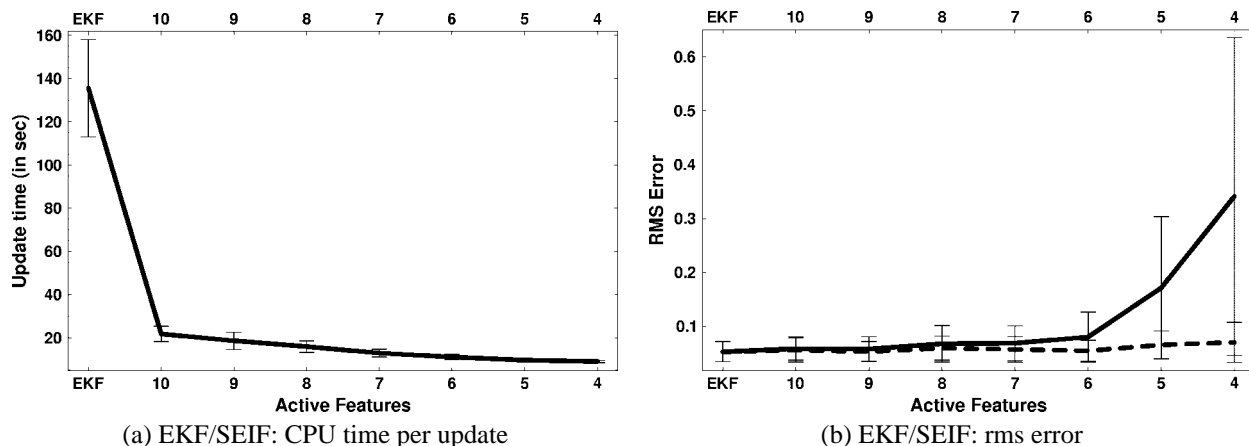 EKF 10 9 8 7 6 5 4
160
140
120
100
80
60
40
20
Update time (in sec)
EKF 10 9 8 7 6 5 4
Active Features
(a) EKF/SEIF: CPU time per update
EKF 10 9 8 7 6 5 4
0.6
0.5
0.4
0.3
0.2
0.1
RMS Error
EKF 10 9 8 7 6 5 4
Active Features
(b) EKF/SEIF: rms error